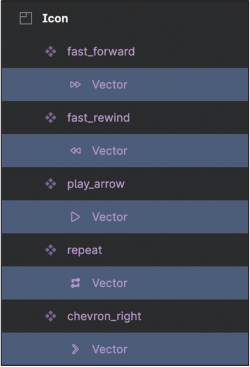 Icon
fast_forward
Vector
fast_rewind
Vector
play_arrow
Vector
repeat
Vector
chevron_right
Vector